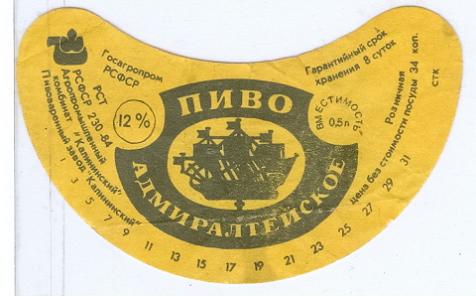 Госагропром
РСФСР
РСТ
РСФСР 230-84
Агропромышленный
комбинат „Калининский“
Пивоваренный завод „Калининский“
12%
ПИВО
АДМИРАЛТЕЙСКОЕ
ВМЕСТИМОСТЬ
0,5 л
Гарантийный срок
хранения 8 суток
Розничная
цена без стоимости посуды 34 коп.
стк
1 3 5 7 9 11 13 15 17 19 21 23 25 27 29 31